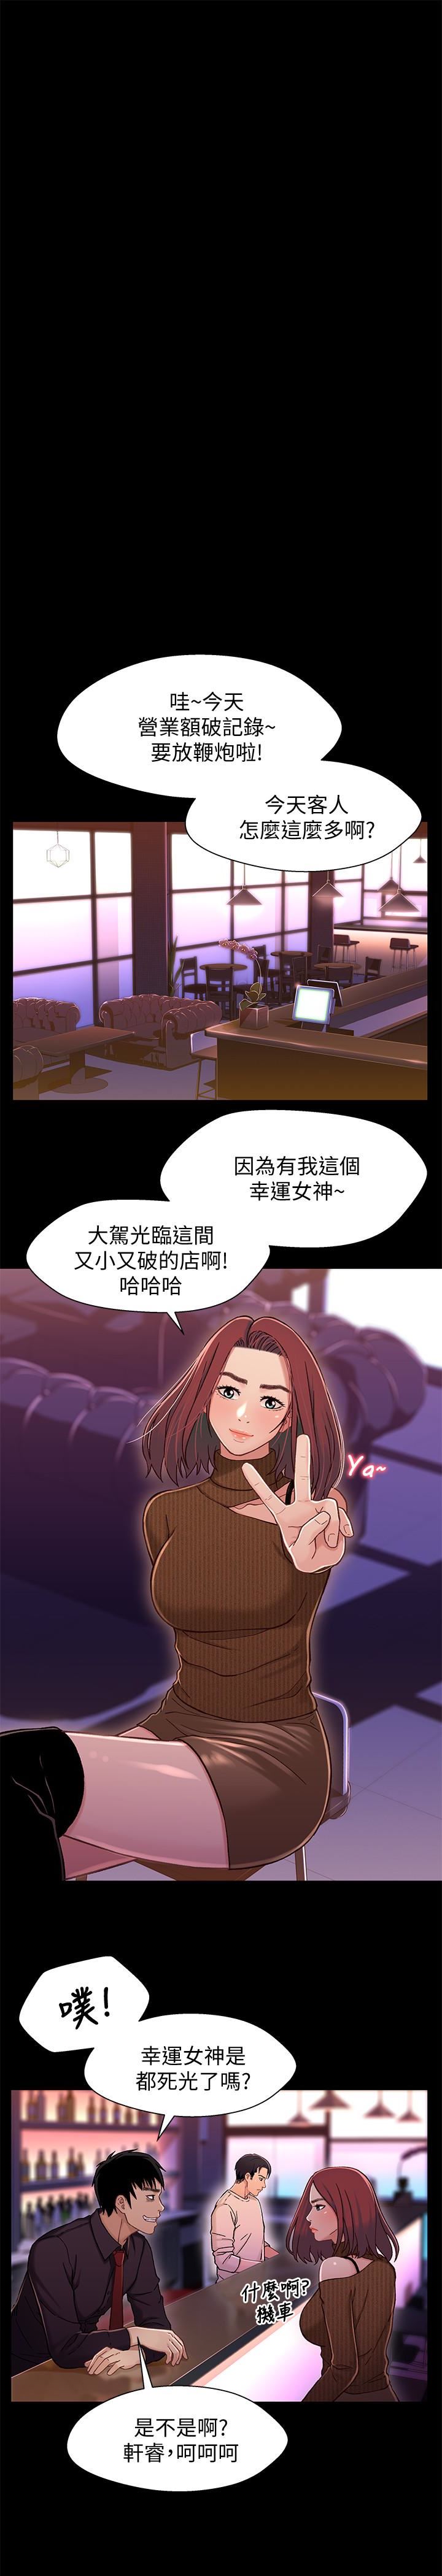 哇~今天
營業額破記錄~
要放鞭炮啦!
今天客人
怎麼這麼多啊?
因為有我這個
幸運女神~
大駕光臨這間
又小又破的店啊!
哈哈哈
Ya~
噗!
幸運女神是
都死光了嗎?
什麼啊?
機車
是不是啊?
軒睿,呵呵呵